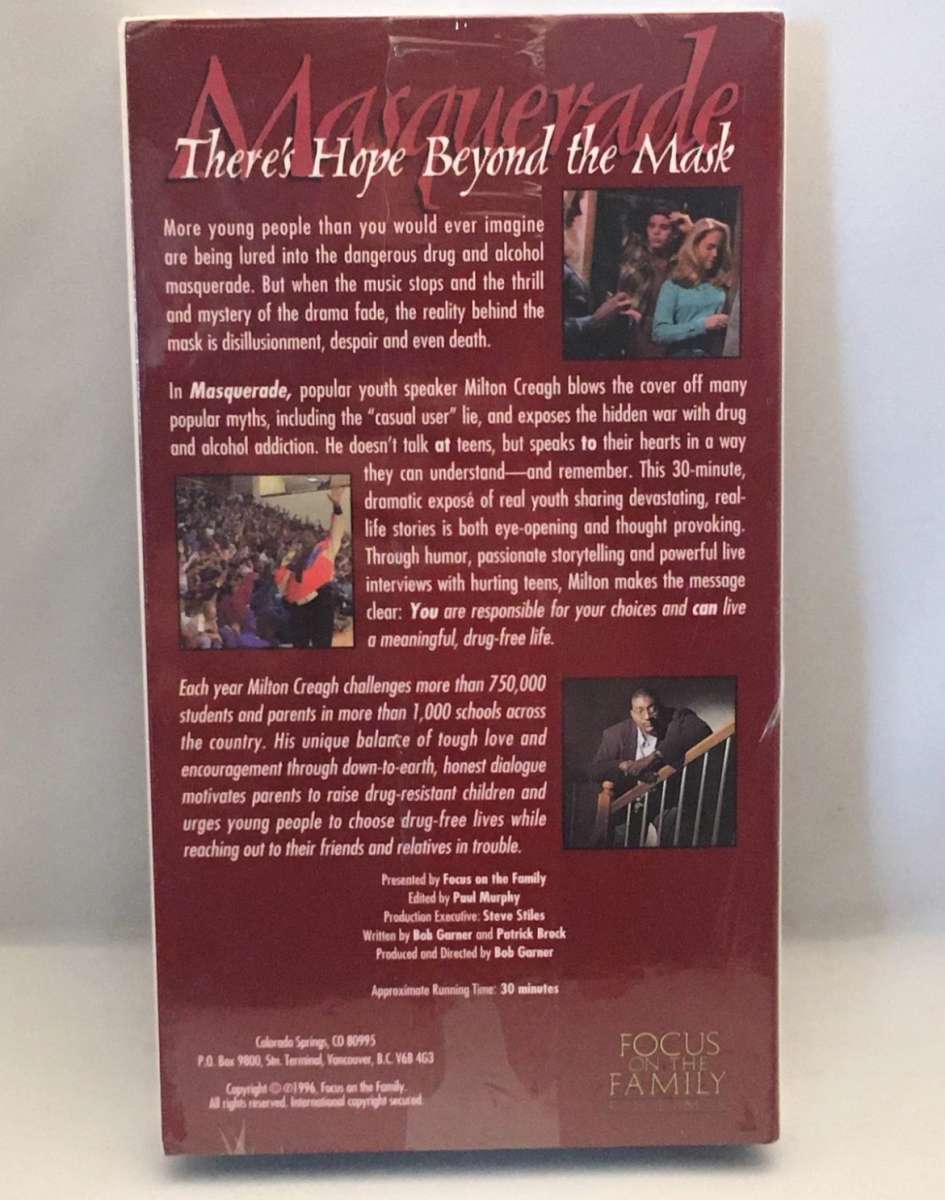 Masquerade
There's Hope Beyond the Mask
More young people than you would ever imagine
are being lured into the dangerous drug and alcohol
masquerade. But when the music stops and the thrill
and mystery of the drama fade, the reality behind the
mask is disillusionment, despair and even death.
In Masquerade, popular youth speaker Milton Creagh blows the cover off many
popular myths, including the “casual user” lie, and exposes the hidden war with drug
and alcohol addiction. He doesn't talk at teens, but speaks to their hearts in a way
they can understand—and remember. This 30-minute,
dramatic exposé of real youth sharing devastating, real-
life stories is both eye-opening and thought provoking.
Through humor, passionate storytelling and powerful live
interviews with hurting teens, Milton makes the message
clear: You are responsible for your choices and can live
a meaningful, drug-free life.
Each year Milton Creagh challenges more than 750,000
students and parents in more than 1,000 schools across
the country. His unique balance of tough love and
encouragement through down-to-earth, honest dialogue
motivates parents to raise drug-resistant children and
urges young people to choose drug-free lives while
reaching out to their friends and relatives in trouble.
Presented by Focus on the Family
Edited by Paul Murphy
Production Executive: Steve Stiles
Written by Bob Garner and Patrick Brock
Produced and Directed by Bob Garner
Approximate Running Time: 30 minutes
Colorado Springs, CO 80995
P.O. Box 9800, Stn. Terminal, Vancouver, B.C. V6B 4G3
Copyright © ℗ 1996, Focus on the Family.
All rights reserved. International copyright secured.
FOCUS
ON THE
FAMILY